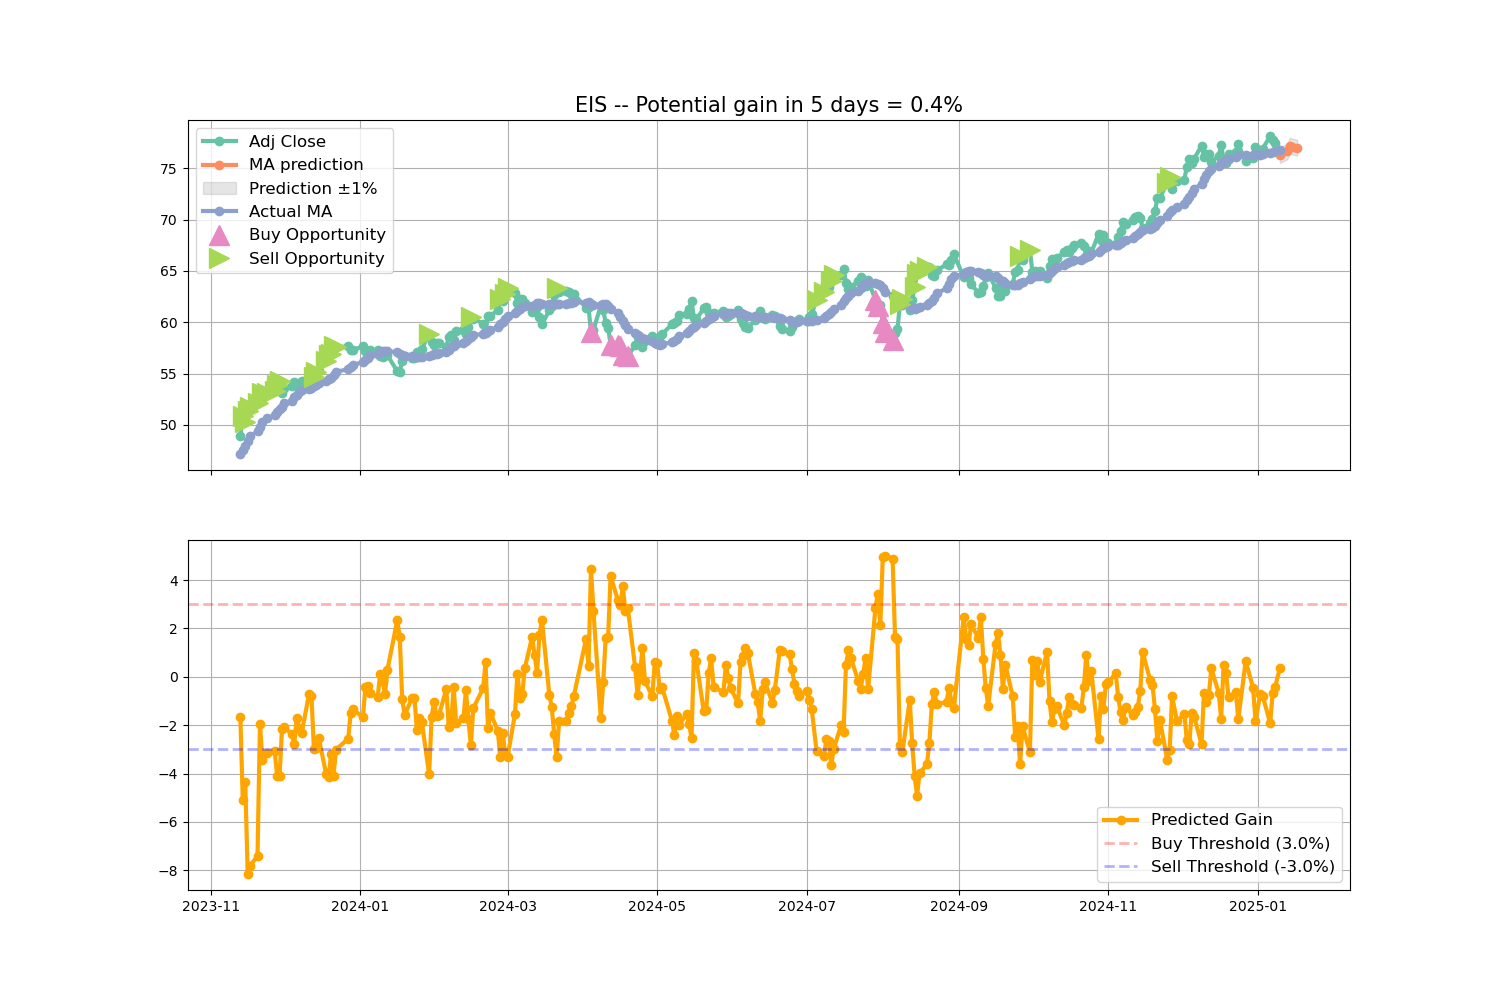 EIS -- Potential gain in 5 days = 0.4%
Adj Close
MA prediction
Prediction ±1%
Actual MA
Buy Opportunity
Sell Opportunity
75
70
65
60
55
50
4
2
0
−2
−4
−6
−8
Predicted Gain
Buy Threshold (3.0%)
Sell Threshold (-3.0%)
2023-11 2024-01 2024-03 2024-05 2024-07 2024-09 2024-11 2025-01